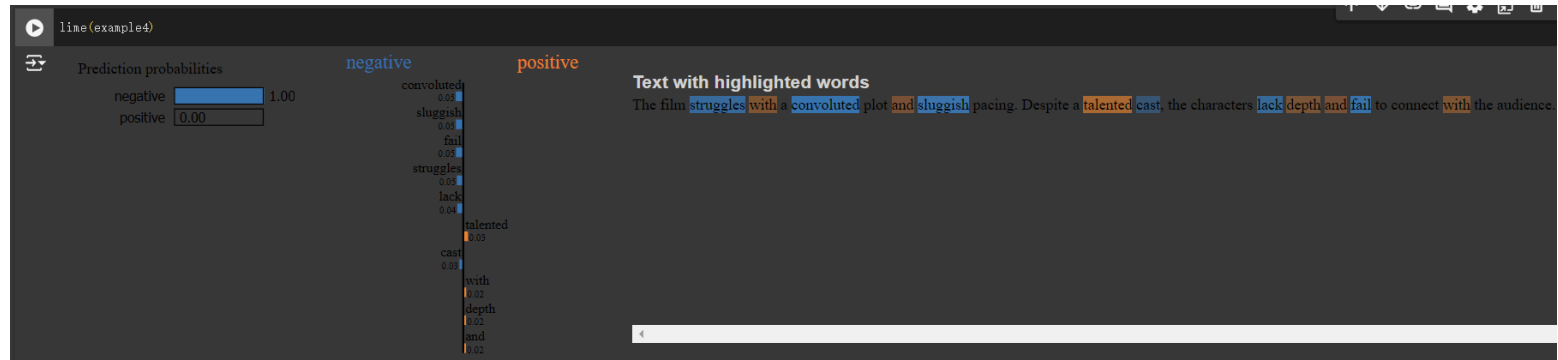 lime(example4)
Prediction probabilities
negative 1.00
positive 0.00
negative positive
convoluted
0.05
sluggish
0.05
fail
0.05
struggles
0.05
lack
0.04
talented
0.03
cast
0.03
with
0.02
depth
0.02
and
0.02
Text with highlighted words
The film struggles with a convoluted plot and sluggish pacing. Despite a talented cast, the characters lack depth and fail to connect with the audience.